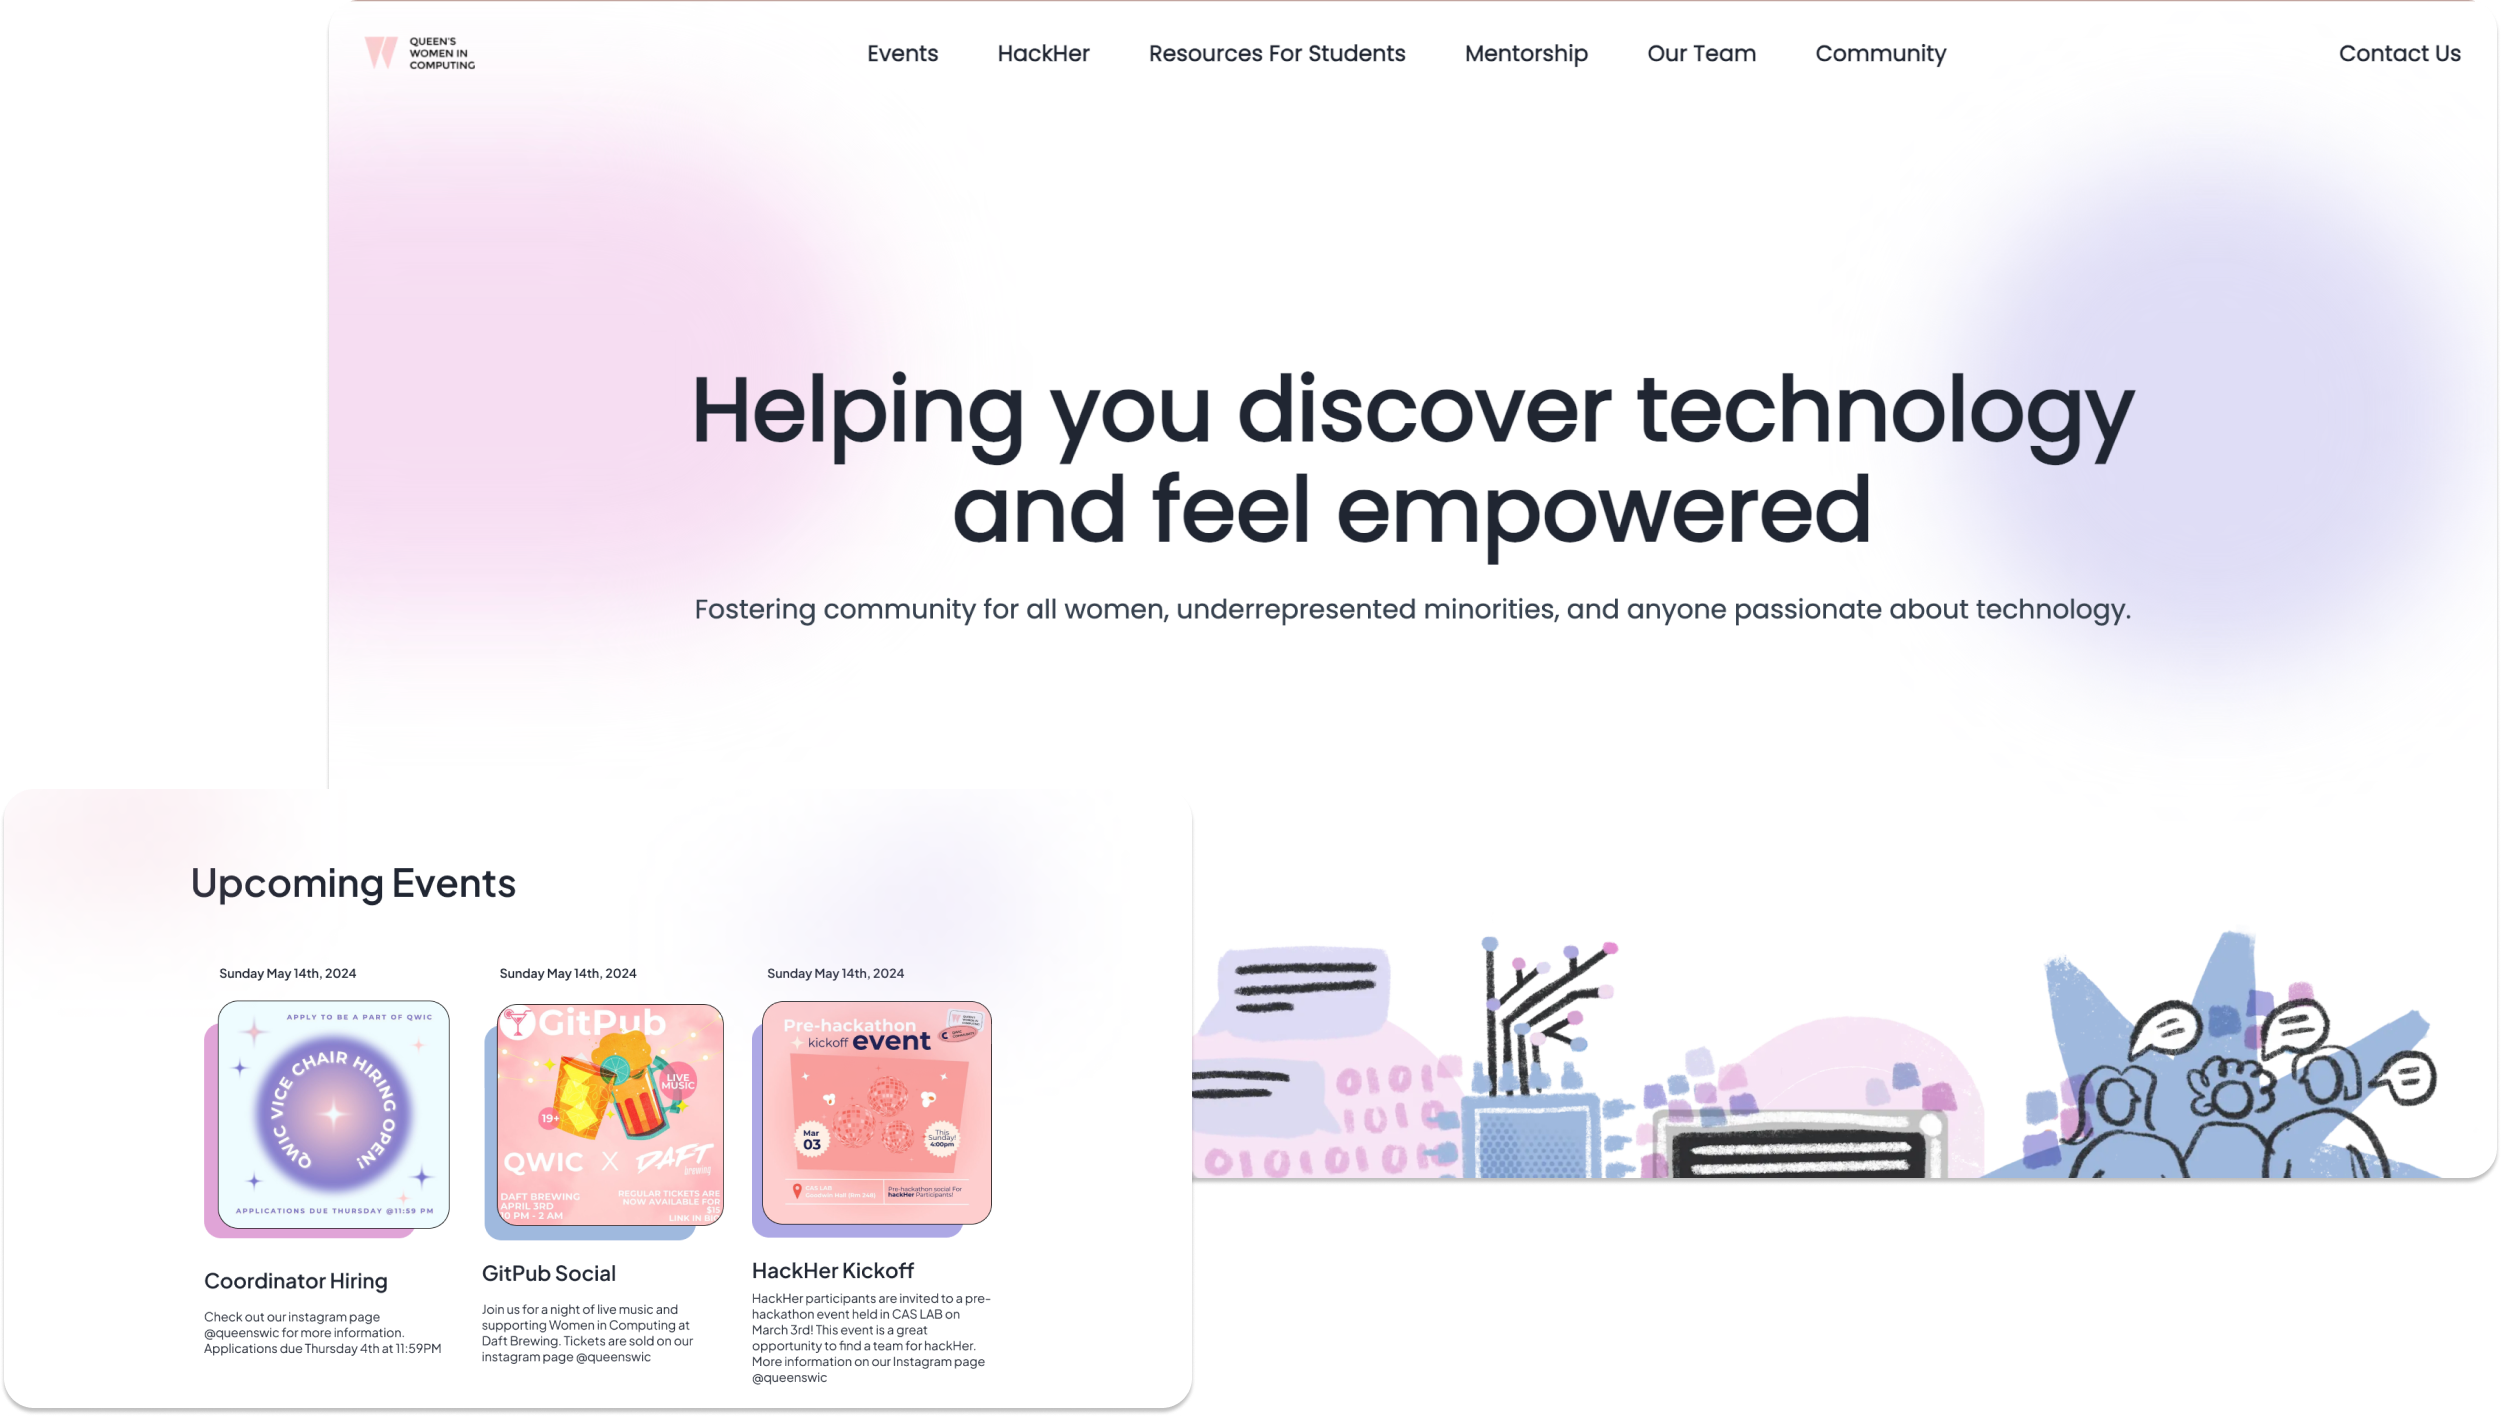 QUEEN'S
WOMEN IN
COMPUTING
Events
HackHer
Resources For Students
Mentorship
Our Team
Community
Contact Us
Helping you discover technology
and feel empowered
Fostering community for all women, underrepresented minorities, and anyone passionate about technology.
Upcoming Events
Sunday May 14th, 2024
APPLY TO BE A PART OF QWIC
QWIC VICE CHAIR HIRING OPEN!
APPLICATIONS DUE THURSDAY @11:59 PM
Coordinator Hiring
Check out our instagram page
@queenswic for more information.
Applications due Thursday 4th at 11:59PM
Sunday May 14th, 2024
GitPub
LIVE
MUSIC
19+
QWIC X DAFT
brewing
DAFT BREWING
APRIL 3RD
10 PM - 2 AM
REGULAR TICKETS ARE
NOW AVAILABLE FOR
$15
LINK IN BIO
GitPub Social
Join us for a night of live music and
supporting Women in Computing at
Daft Brewing. Tickets are sold on our
instagram page @queenswic
Sunday May 14th, 2024
Pre-hackathon
kickoff event
Mar
03
This
Sunday!
4:00pm
CAS LAB
Goodwin Hall (Rm 248)
Pre-hackathon social For
hackHer Participants!
HackHer Kickoff
HackHer participants are invited to a pre-
hackathon event held in CAS LAB on
March 3rd! This event is a great
opportunity to find a team for hackHer.
More information on our Instagram page
@queenswic
0101
1010
01010101